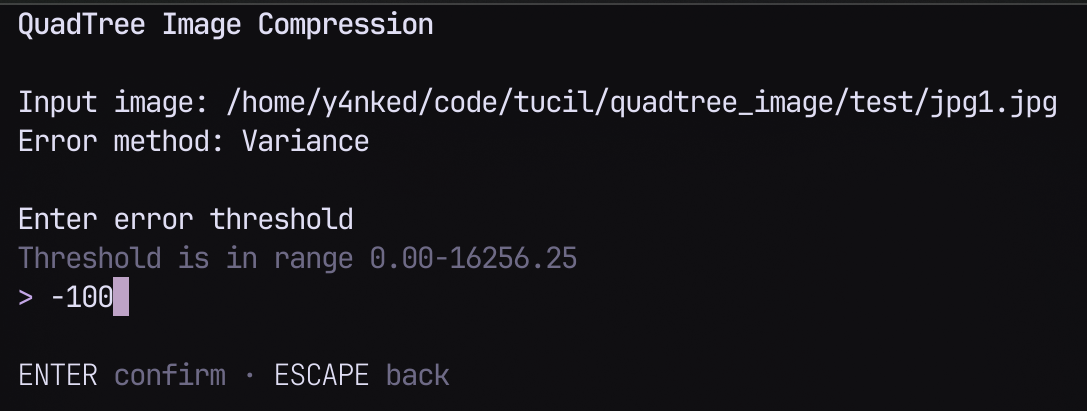 QuadTree Image Compression
Input image: /home/y4nked/code/tucil/quadtree_image/test/jpg1.jpg
Error method: Variance
Enter error threshold
Threshold is in range 0.00-16256.25
> -100
ENTER confirm · ESCAPE back